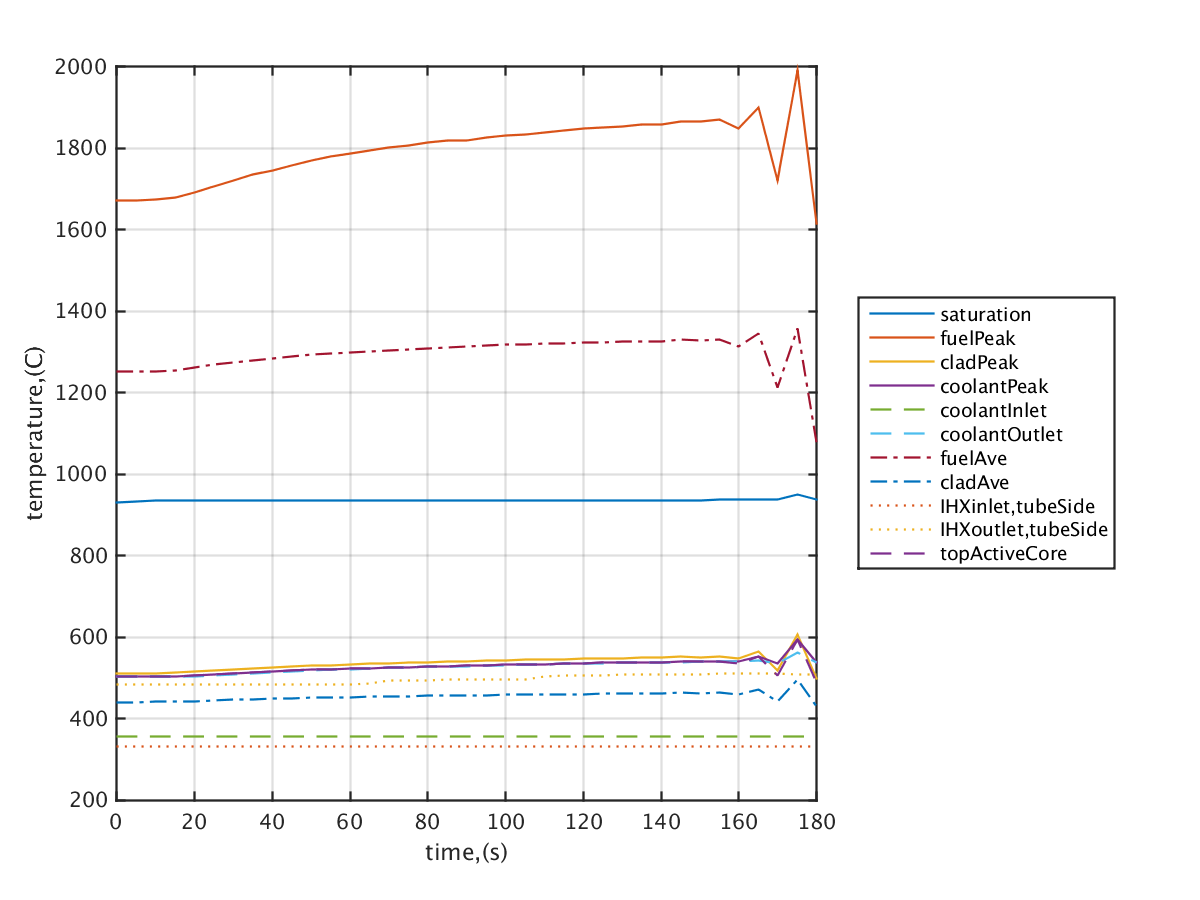 2000
1800
1600
1400
1200
1000
800
600
400
200
temperature,(C)
0 20 40 60 80 100 120 140 160 180
time,(s)
saturation
fuelPeak
cladPeak
coolantPeak
coolantInlet
coolantOutlet
fuelAve
cladAve
IHXinlet,tubeSide
IHXoutlet,tubeSide
topActiveCore